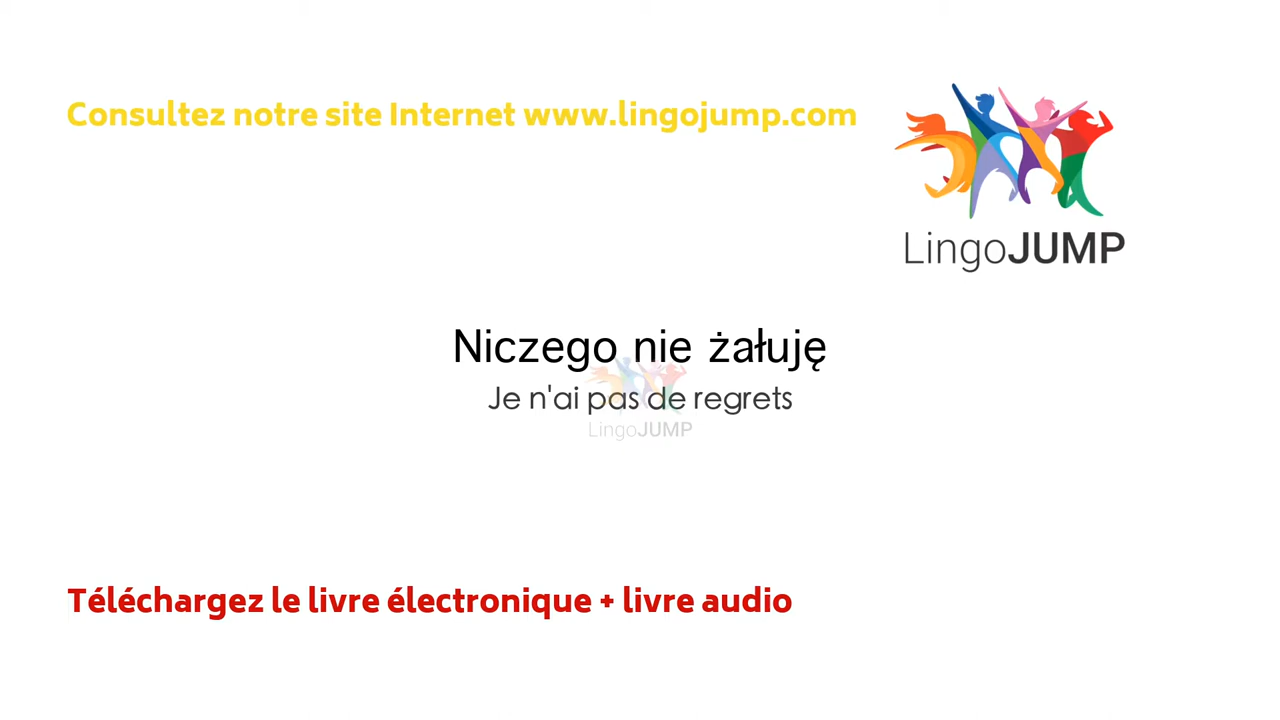 Consultez notre site Internet www.lingojump.com
LingoJUMP
Niczego nie żałuję
Je n'ai pas de regrets
LingoJUMP
Téléchargez le livre électronique + livre audio